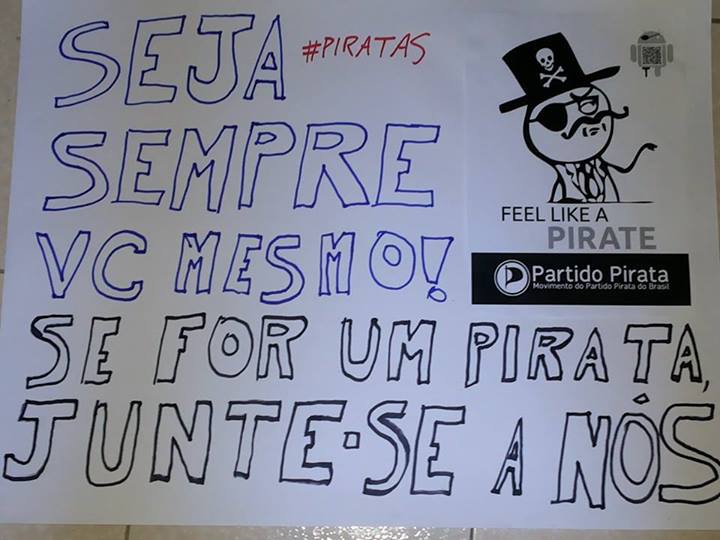 SEJA #PIRATAS
SEMPRE
VC MESMO!
SE FOR UM PIRATA,
JUNTE-SE A NÓS
FEEL LIKE A
PIRATE
Partido Pirata
Movimento do Partido Pirata do Brasil